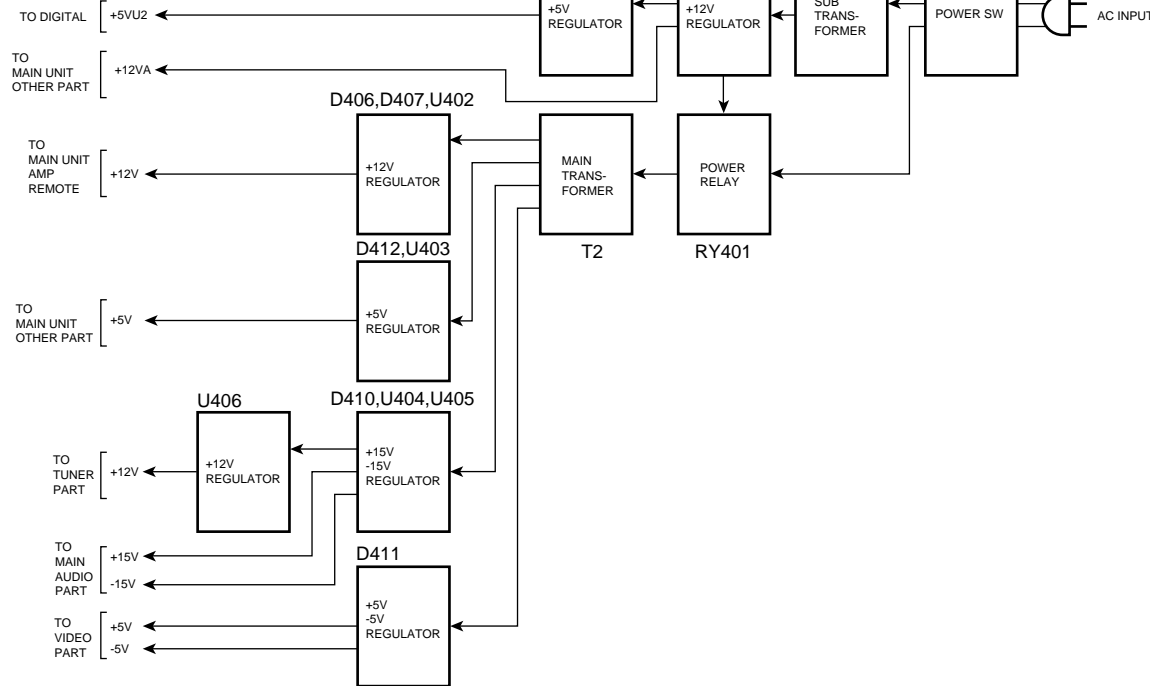 TO DIGITAL
+5VU2
+5V
REGULATOR
+12V
REGULATOR
SUB
TRANS-
FORMER
POWER SW
AC INPUT
TO
MAIN UNIT
OTHER PART
+12VA
D406,D407,U402
TO
MAIN UNIT
AMP
REMOTE
+12V
+12V
REGULATOR
MAIN
TRANS-
FORMER
POWER
RELAY
T2
RY401
D412,U403
TO
MAIN UNIT
OTHER PART
+5V
+5V
REGULATOR
U406
D410,U404,U405
TO
TUNER
PART
+12V
+12V
REGULATOR
+15V
-15V
REGULATOR
TO
MAIN
AUDIO
PART
+15V
-15V
D411
TO
VIDEO
PART
+5V
-5V
+5V
-5V
REGULATOR